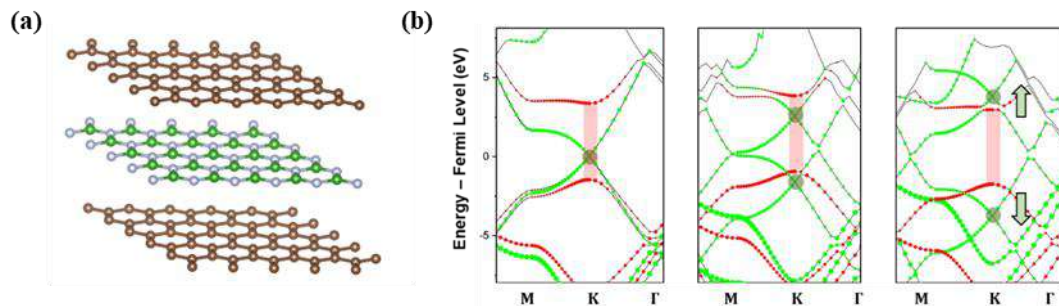 (a)
(b)
Energy – Fermi Level (eV)
5
0
-5
M K Γ
M K Γ
M K Γ